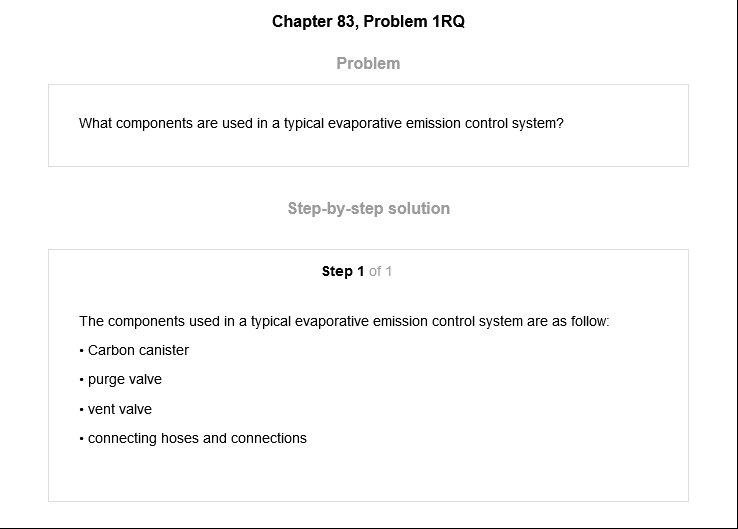 Chapter 83, Problem 1RQ
Problem
What components are used in a typical evaporative emission control system?
Step-by-step solution
Step 1 of 1
The components used in a typical evaporative emission control system are as follow:
• Carbon canister
• purge valve
• vent valve
• connecting hoses and connections